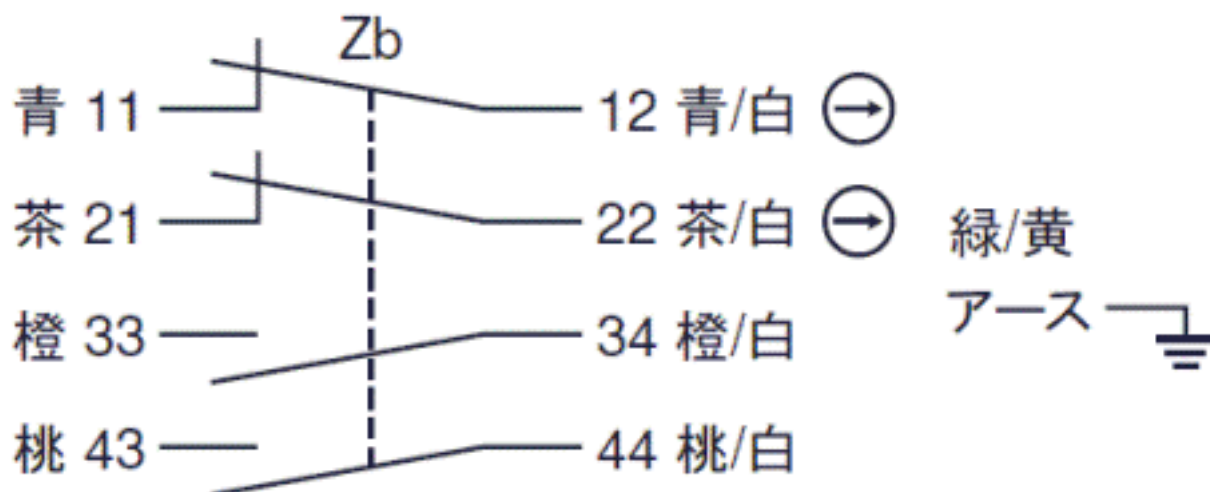 Zb
青 11 12 青/白
茶 21 22 茶/白
緑/黄
アース
橙 33 34 橙/白
桃 43 44 桃/白